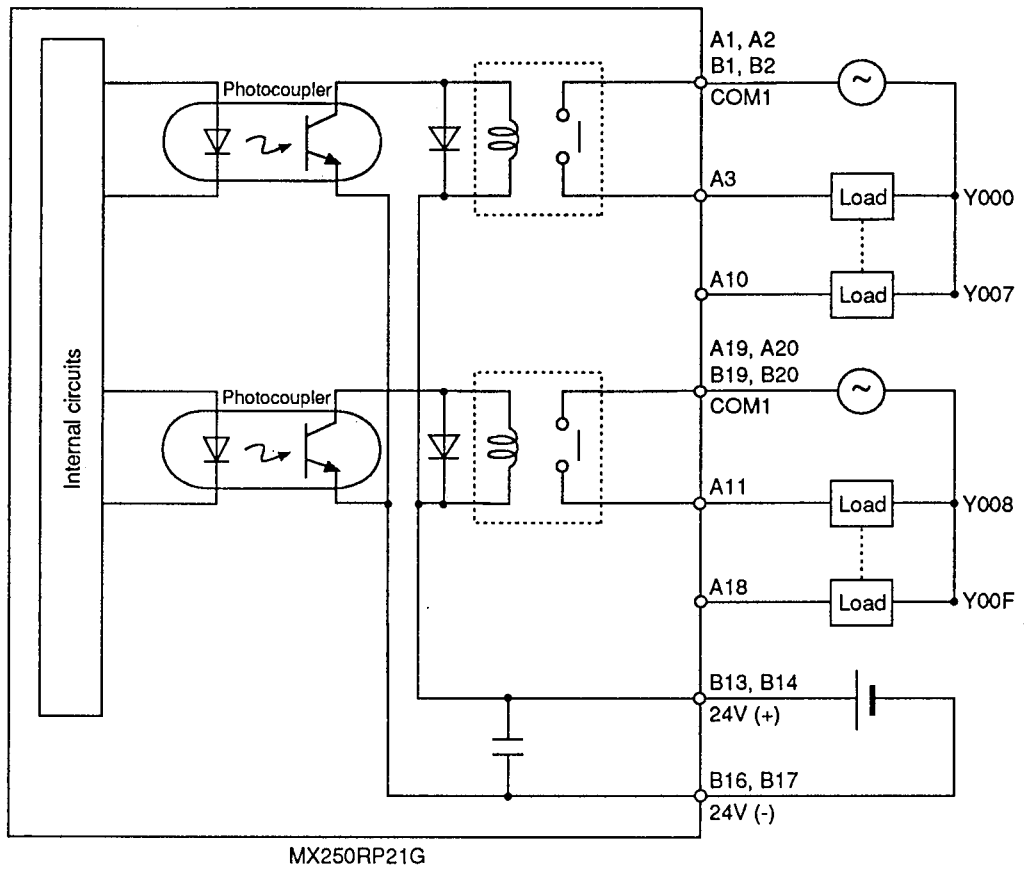 A1, A2
B1, B2
COM1
Photocoupler
~
A3
Load
Y000
A10
Load
Y007
A19, A20
B19, B20
COM1
Photocoupler
~
Internal circuits
A11
Load
Y008
A18
Load
Y00F
B13, B14
24V (+)
B16, B17
24V (-)
MX250RP21G